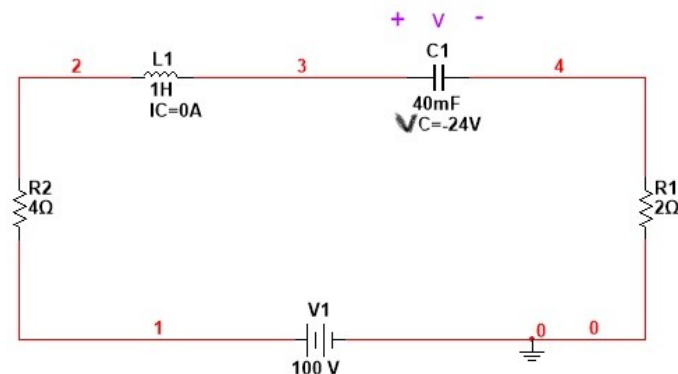 + v -
2
L1
1H
IC=0A
3
C1
40mF
VC=-24V
4
R2
4Ω
R1
2Ω
1
V1
100 V
0
0